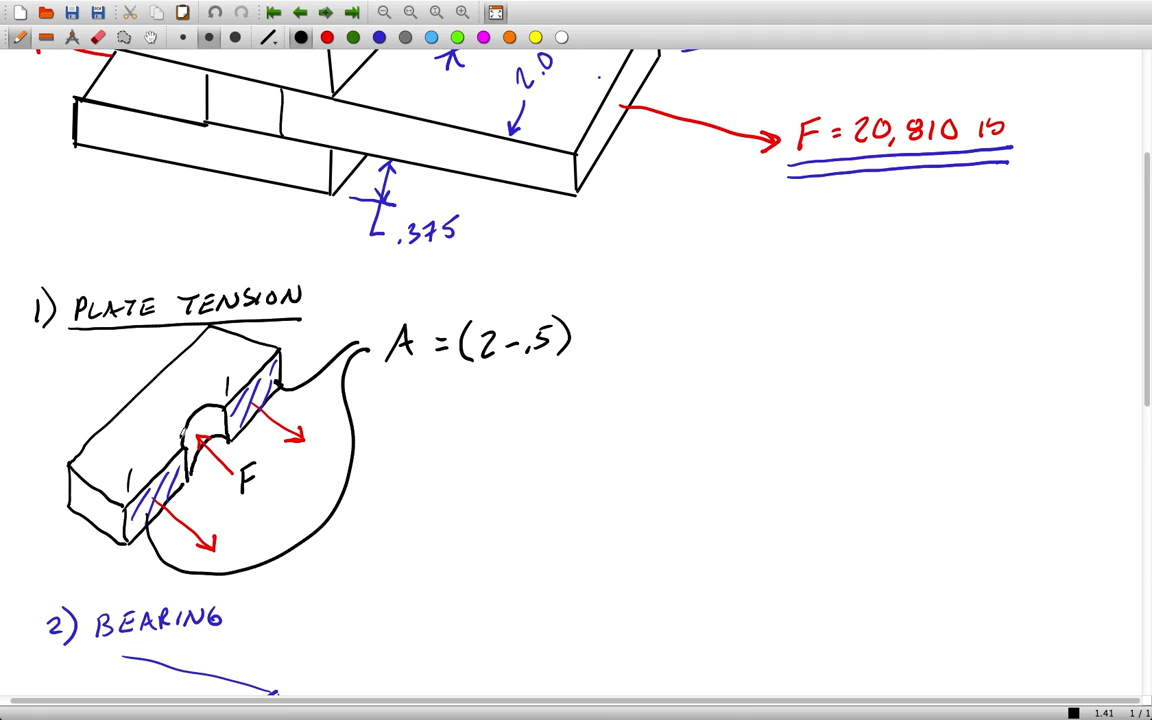 2.0
F = 20,810 lb
.375
1) PLATE TENSION
A = (2-.5)
F
2) BEARING
1.41
1 / 1